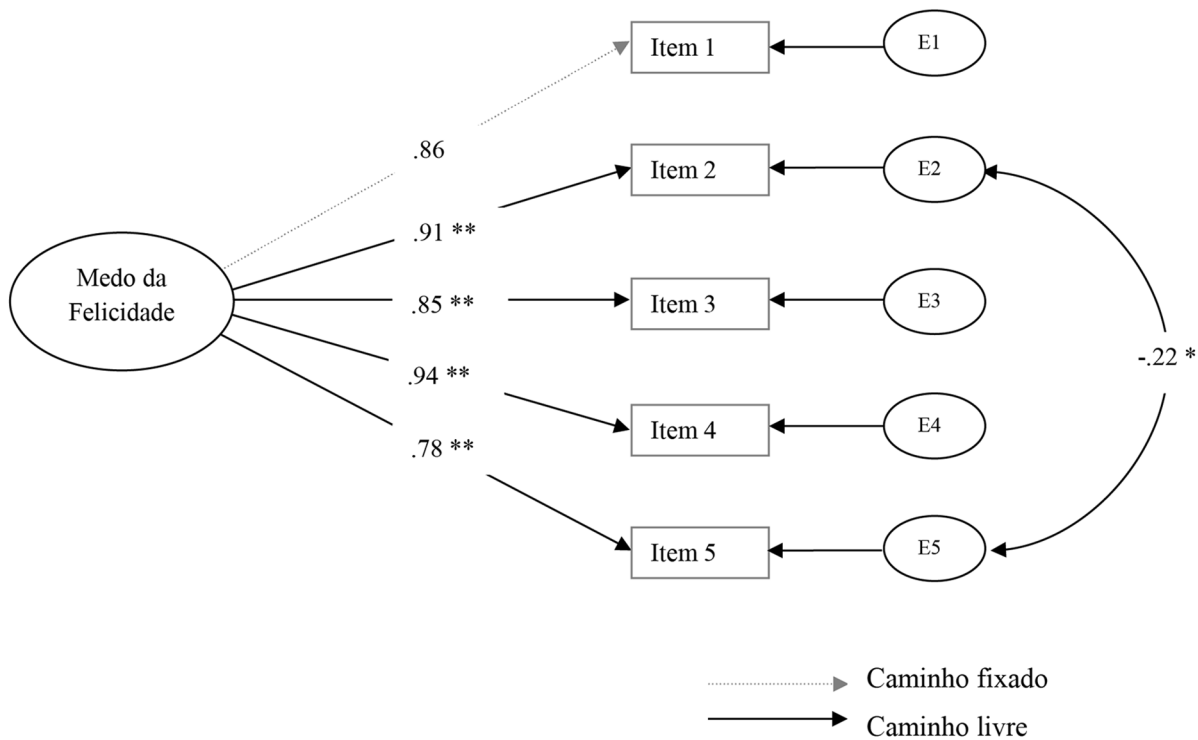 Item 1
E1
.86
Item 2
E2
.91 **
Medo da
Felicidade
.85 **
Item 3
E3
-.22 *
.94 **
Item 4
E4
.78 **
Item 5
E5
Caminho fixado
Caminho livre